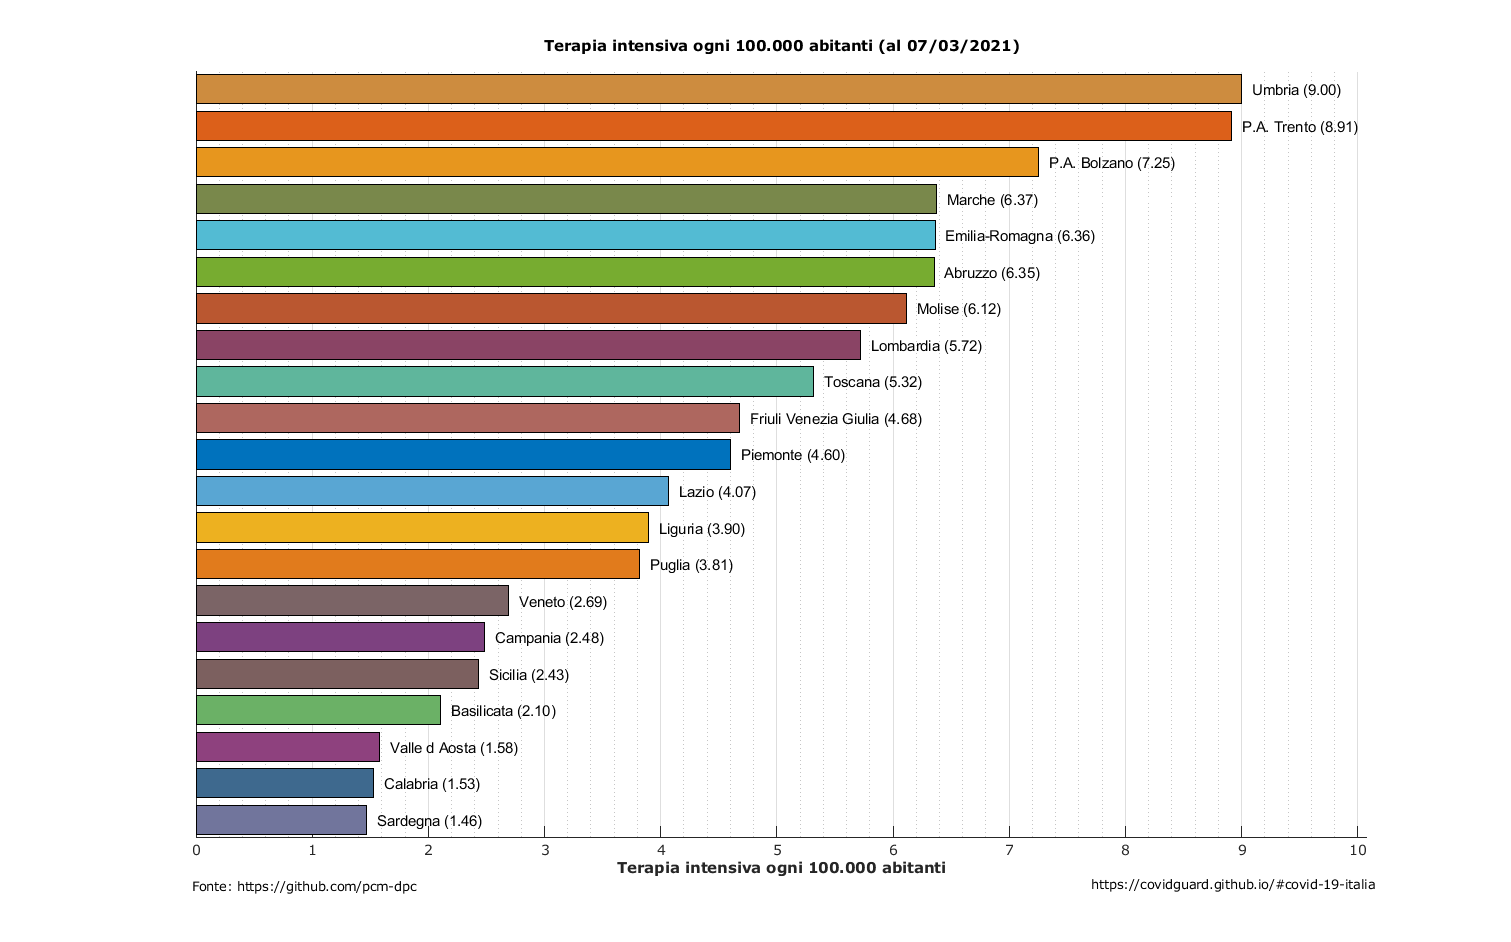 Terapia intensiva ogni 100.000 abitanti (al 07/03/2021)
Umbria (9.00)
P.A. Trento (8.91)
P.A. Bolzano (7.25)
Marche (6.37)
Emilia-Romagna (6.36)
Abruzzo (6.35)
Molise (6.12)
Lombardia (5.72)
Toscana (5.32)
Friuli Venezia Giulia (4.68)
Piemonte (4.60)
Lazio (4.07)
Liguria (3.90)
Puglia (3.81)
Veneto (2.69)
Campania (2.48)
Sicilia (2.43)
Basilicata (2.10)
Valle d Aosta (1.58)
Calabria (1.53)
Sardegna (1.46)
0 1 2 3 4 5 6 7 8 9 10
Terapia intensiva ogni 100.000 abitanti
Fonte: https://github.com/pcm-dpc
https://covidguard.github.io/#covid-19-italia